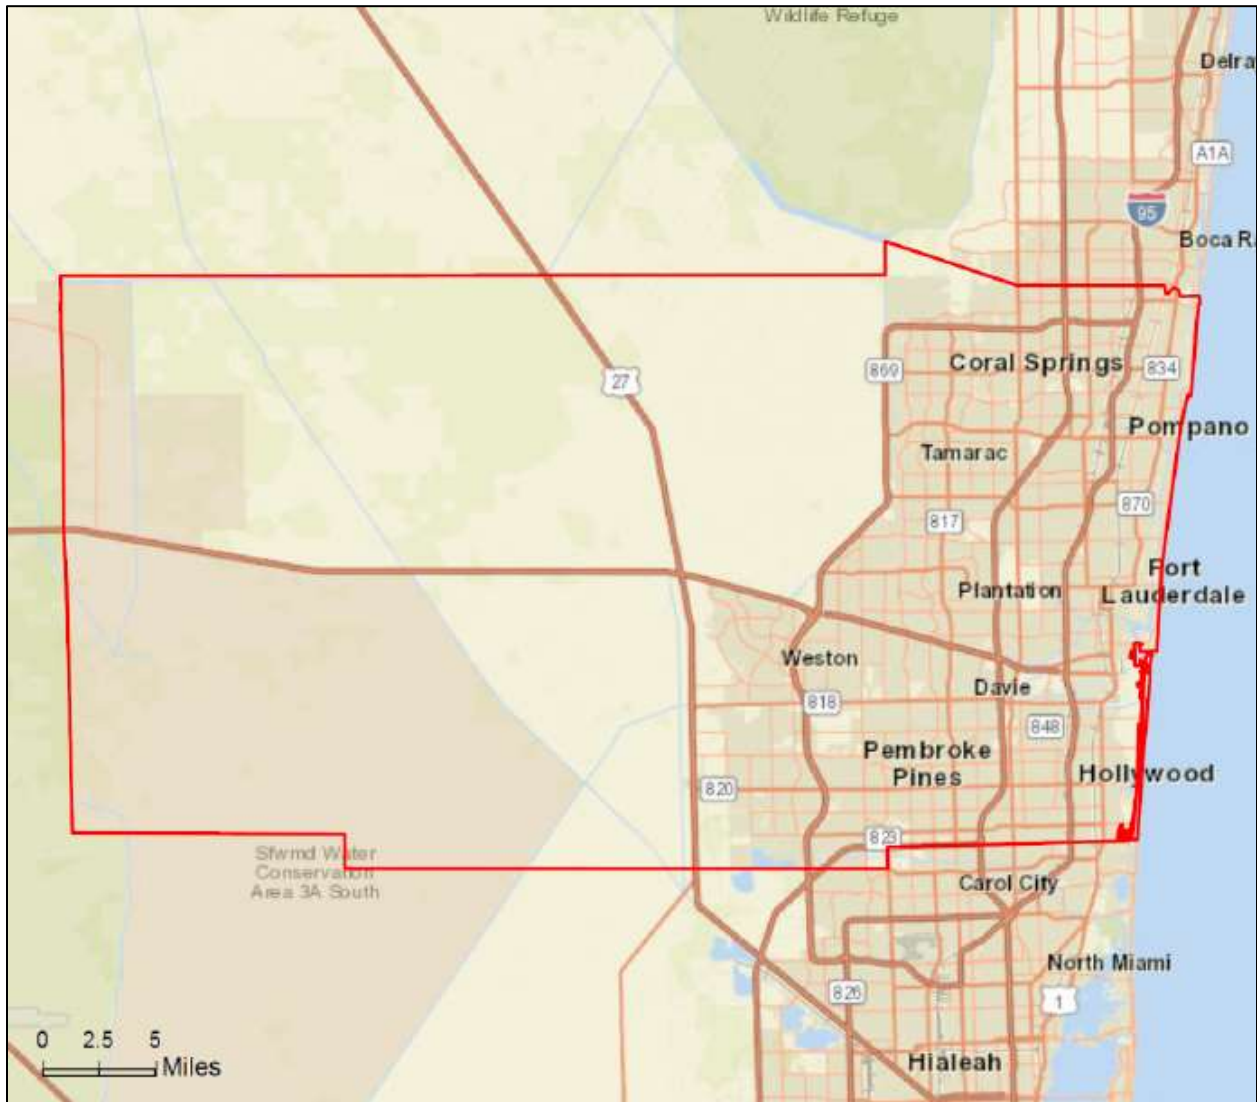 Wildlife Refuge
Delra
A1A
95
Boca R
27
869
Coral Springs
834
Pompano
Tamarac
870
817
Fort
Lauderdale
Plantation
Weston
Davie
818
848
Pembroke
Pines
Hollywood
820
823
Sfwmd Water
Conservation
Area 3A South
Carol City
North Miami
826
1
0 2.5 5
Miles
Hialeah